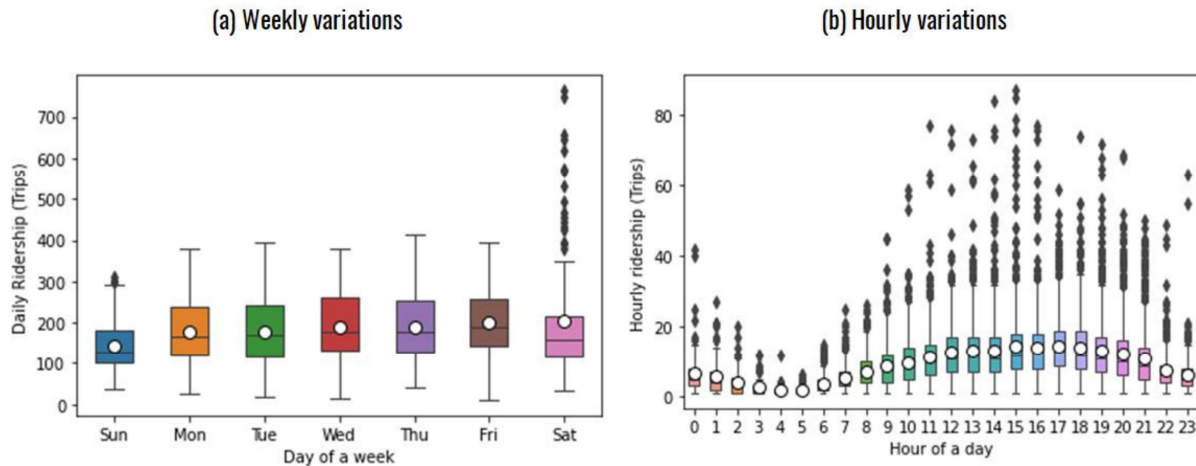 (a) Weekly variations
Daily Ridership (Trips)
700
600
500
400
300
200
100
0
Sun Mon Tue Wed Thu Fri Sat
Day of a week
(b) Hourly variations
Hourly ridership (Trips)
80
60
40
20
0
0 1 2 3 4 5 6 7 8 9 10 11 12 13 14 15 16 17 18 19 20 21 22 23
Hour of a day